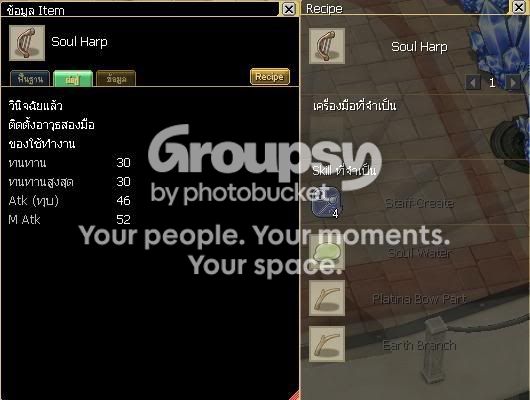 ข้อมูล Item
Soul Harp
พื้นฐาน
ต่อสู้
ข้อมูล
Recipe
วินิจฉัยแล้ว
ติดตั้งอาวุธสองมือ
ของใช้ทำงาน
ทนทาน 30
ทนทานสูงสุด 30
Atk (ทุบ) 46
M Atk 52
Recipe
Soul Harp
1
เครื่องมือที่จำเป็น
Skill ที่จำเป็น
4
Staff-Create
Soul Water
Platina Bow Part
Earth Branch
Groupsy
by photobucket
Your people. Your moments.
Your space.